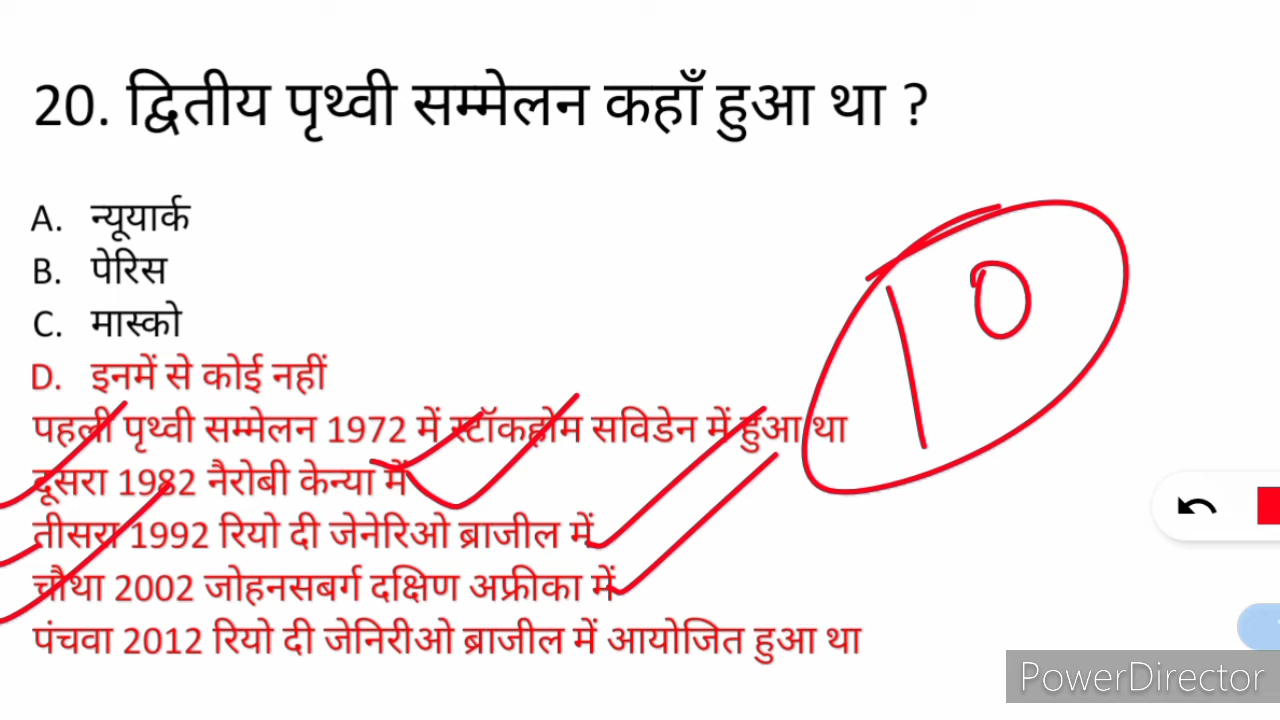 20. द्वितीय पृथ्वी सम्मेलन कहाँ हुआ था ?
A. न्यूयार्क
B. पेरिस
C. मास्को
D. इनमें से कोई नहीं
पहली पृथ्वी सम्मेलन 1972 में स्टॉकहोम सविडेन में हुआ था
दूसरा 1982 नैरोबी केन्या में
तीसरा 1992 रियो दी जेनेरिओ ब्राजील में
चौथा 2002 जोहनसबर्ग दक्षिण अफ्रीका में
पंचवा 2012 रियो दी जेनिरीओ ब्राजील में आयोजित हुआ था
10
PowerDirector